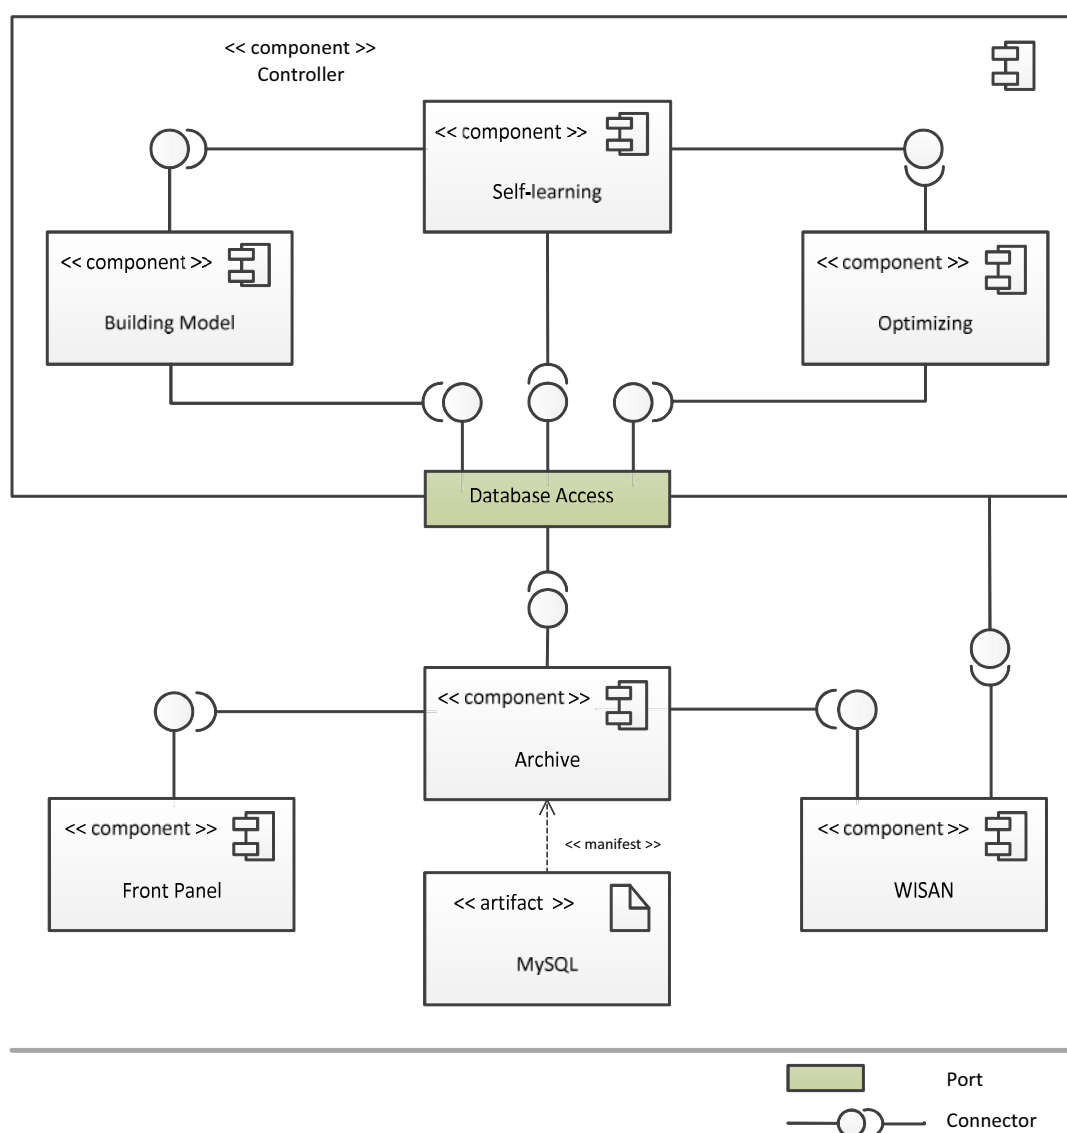 << component >>
Controller
<< component >>
Self-learning
<< component >>
Building Model
<< component >>
Optimizing
Database Access
<< component >>
Archive
<< component >>
Front Panel
<< manifest >>
<< component >>
WISAN
<< artifact >>
MySQL
Port
Connector